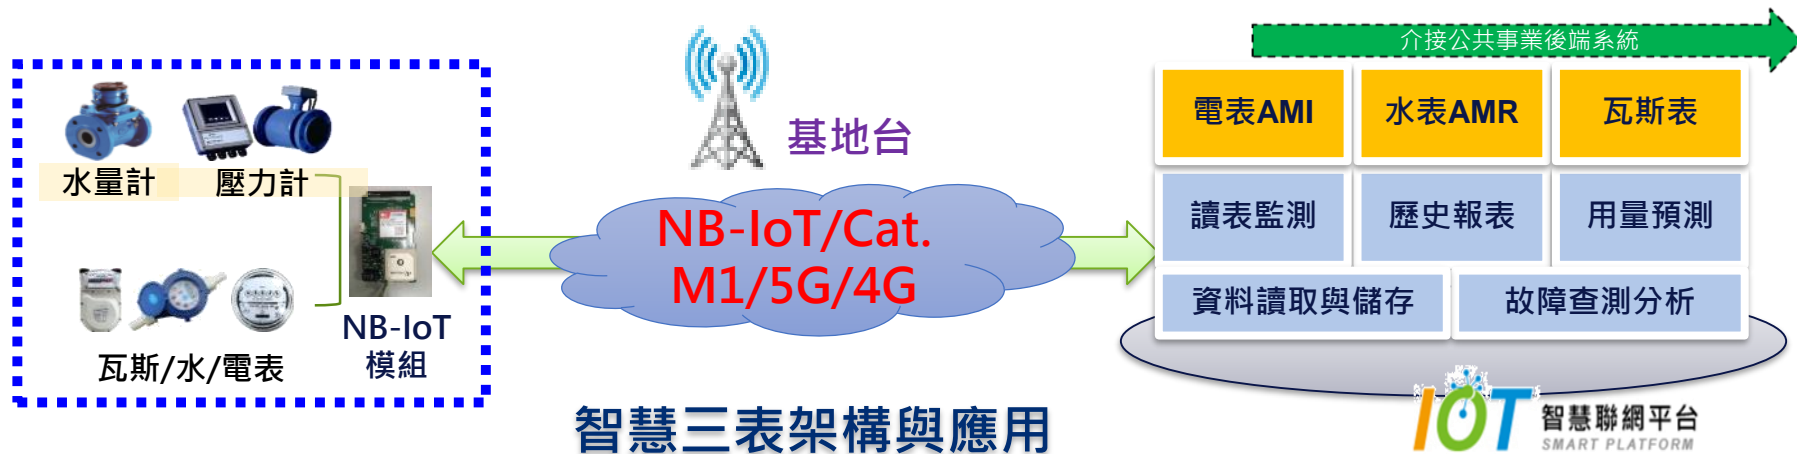 介接公共事業後端系統
水量計
壓力計
瓦斯/水/電表
NB-IoT
模組
基地台
NB-IoT/Cat.
M1/5G/4G
電表AMI
水表AMR
瓦斯表
讀表監測
歷史報表
用量預測
資料讀取與儲存
故障查測分析
IOT
智慧聯網平台
SMART PLATFORM
智慧三表架構與應用